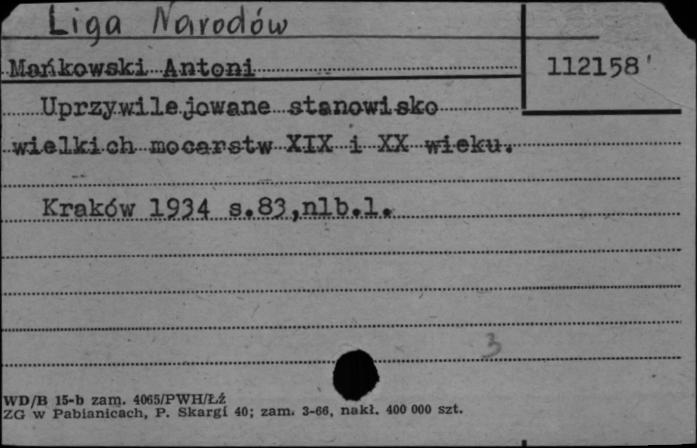 Liga Narodów
Mańkowski Antoni
112158'
Uprzywilejowane stanowisko
wielkich mocarstw XIX i XX wieku.
Kraków 1934 s.83,nlb.1.
3
WD/B 15-b zam. 4065/PWH/Łź
ZG w Pabianicach, P. Skargi 40; zam. 3-66, nakł. 400 000 szt.